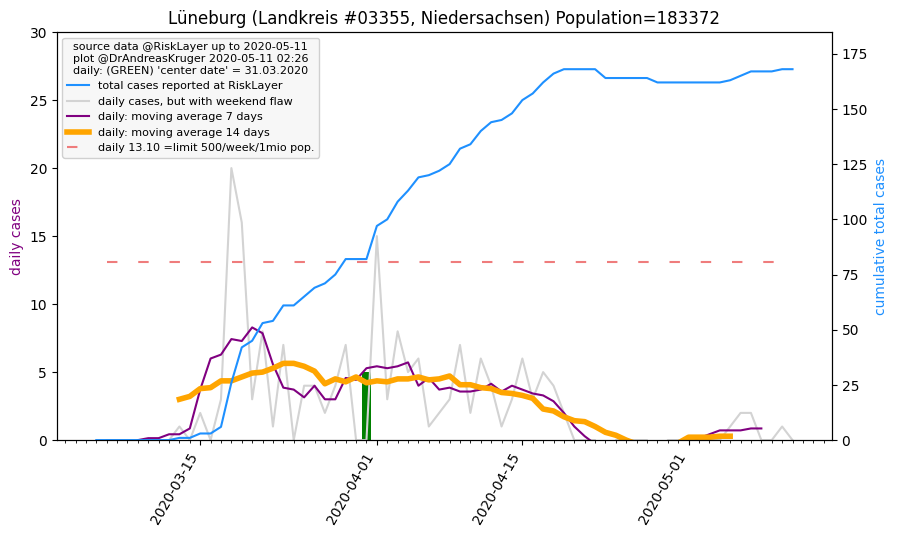 Lüneburg (Landkreis #03355, Niedersachsen) Population=183372
source data @RiskLayer up to 2020-05-11
plot @DrAndreasKruger 2020-05-11 02:26
daily: (GREEN) 'center date' = 31.03.2020
total cases reported at RiskLayer
daily cases, but with weekend flaw
daily: moving average 7 days
daily: moving average 14 days
daily 13.10 =limit 500/week/1mio pop.
daily cases
30
25
20
15
10
5
0
cumulative total cases
175
150
125
100
75
50
25
0
2020-03-15
2020-04-01
2020-04-15
2020-05-01